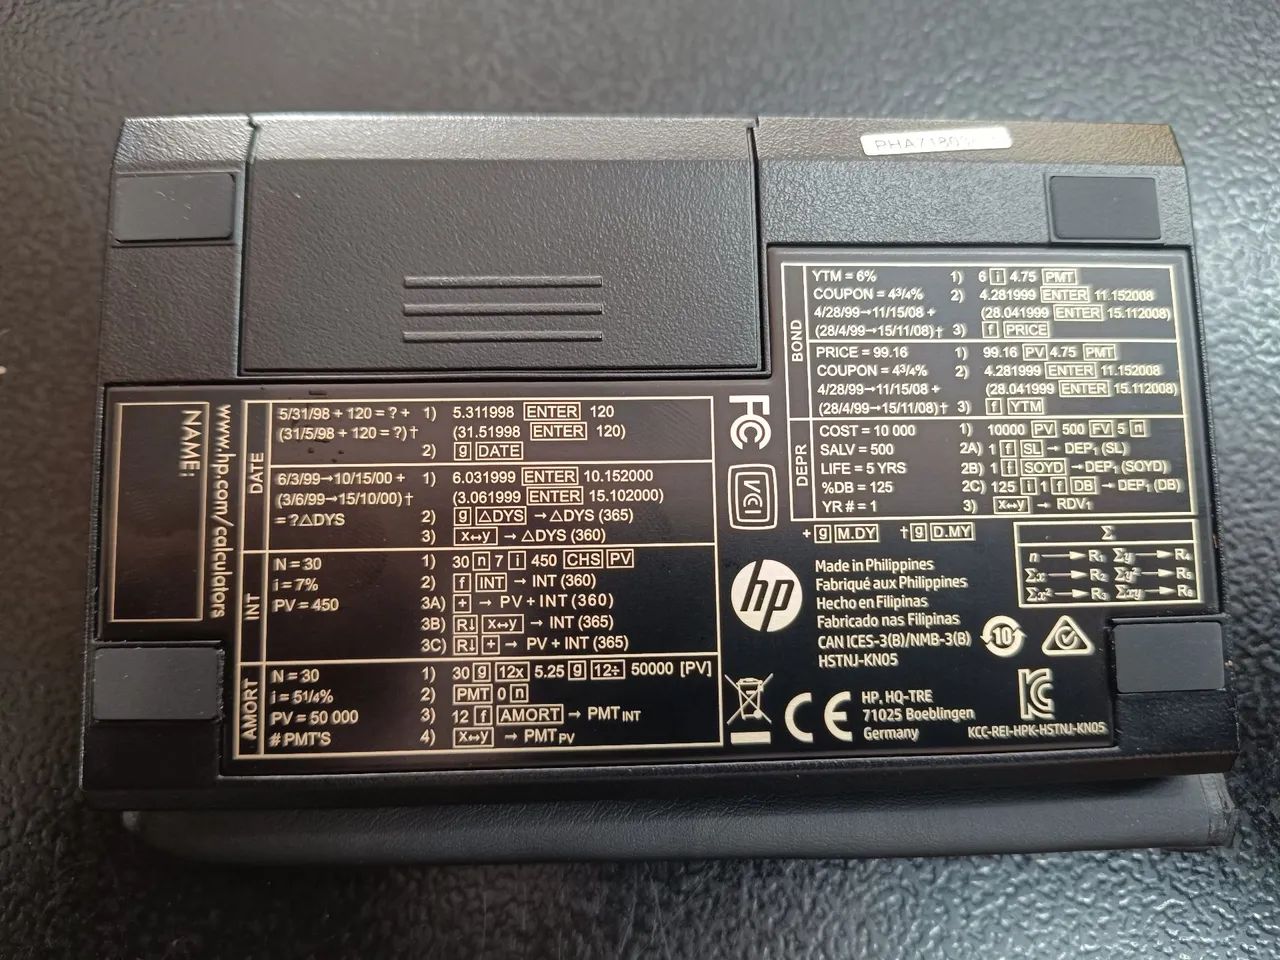 PHA71803
NAME:
www.hp.com/calculators
DATE
5/31/98 + 120 = ? + 1) 5.311998 ENTER 120
(31/5/98 + 120 = ?)† (31.51998 ENTER 120)
2) g DATE
6/3/99→10/15/00 + 1) 6.031999 ENTER 10.152000
(3/6/99→15/10/00)† (3.061999 ENTER 15.102000)
= ?△DYS 2) g △DYS → △DYS (365)
3) x↔y → △DYS (360)
INT
N = 30 1) 30 n 7 i 450 CHS PV
i = 7% 2) f INT → INT (360)
PV = 450 3A) + → PV + INT (360)
3B) R↓ x↔y → INT (365)
3C) R↓ + → PV + INT (365)
AMORT
N = 30 1) 30 g 12x 5.25 g 12÷ 50000 [PV]
i = 5 1/4% 2) PMT 0 n
PV = 50 000 3) 12 f AMORT → PMT INT
# PMT'S 4) x↔y → PMT PV
BOND
YTM = 6% 1) 6 i 4.75 PMT
COUPON = 4 3/4% 2) 4.281999 ENTER 11.152008
4/28/99→11/15/08 + (28.041999 ENTER 15.112008)
(28/4/99→15/11/08)† 3) f PRICE
PRICE = 99.16 1) 99.16 PV 4.75 PMT
COUPON = 4 3/4% 2) 4.281999 ENTER 11.152008
4/28/99→11/15/08 + (28.041999 ENTER 15.112008)
(28/4/99→15/11/08)† 3) f YTM
DEPR
COST = 10 000 1) 10000 PV 500 FV 5 n
SALV = 500 2A) 1 f SL → DEP₁ (SL)
LIFE = 5 YRS 2B) 1 f SOYD → DEP₁ (SOYD)
%DB = 125 2C) 125 i 1 f DB → DEP₁ (DB)
YR # = 1 3) x↔y → RDV₁
+ g M.DY † g D.MY
Σ
n → R₁ Σy → R₄
Σx → R₂ Σy² → R₅
Σx² → R₃ Σxy → R₆
FC
VCI
hp
Made in Philippines
Fabriqué aux Philippines
Hecho en Filipinas
Fabricado nas Filipinas
CAN ICES-3(B)/NMB-3(B)
HSTNJ-KN05
10
CE
HP, HQ-TRE
71025 Boeblingen
Germany
KCC-REI-HPK-HSTNJ-KN05